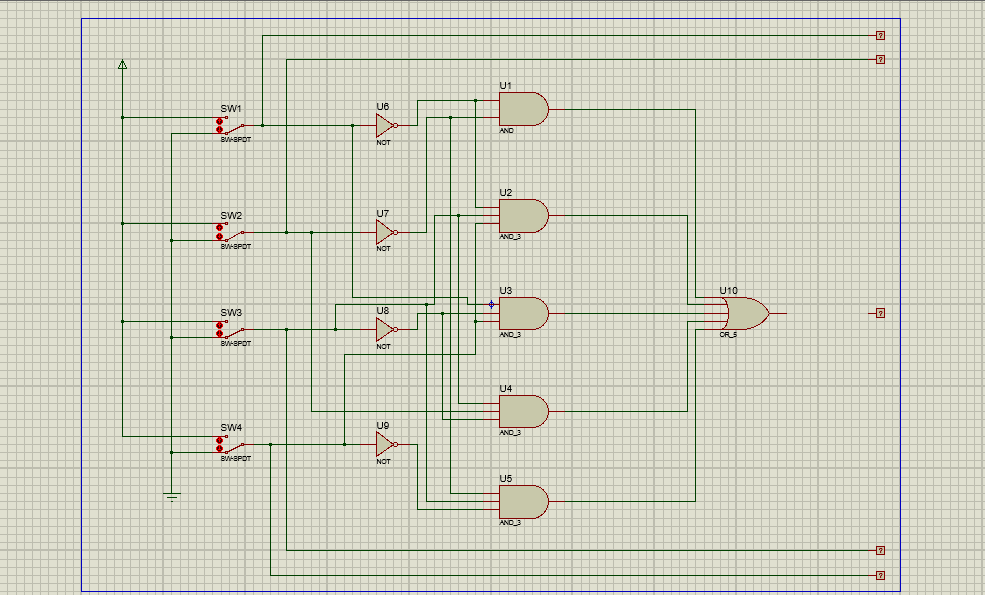 ?
?
U1
AND
SW1
SW-SPDT
U6
NOT
U2
AND_3
SW2
SW-SPDT
U7
NOT
U3
AND_3
U10
OR_5
?
SW3
SW-SPDT
U8
NOT
U4
AND_3
SW4
SW-SPDT
U9
NOT
U5
AND_3
?
?